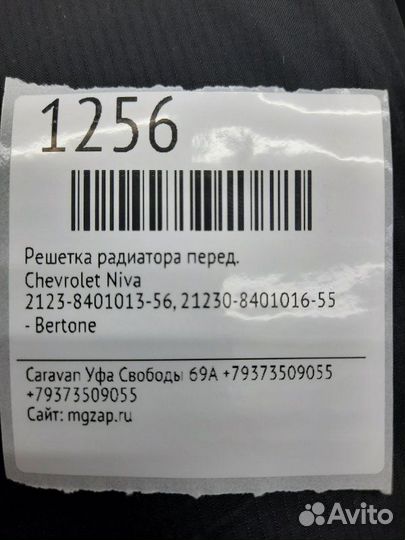 1256
Решетка радиатора перед.
Chevrolet Niva
2123-8401013-56, 21230-8401016-55
- Bertone
Caravan Уфа Свободы 69А +79373509055
+79373509055
Сайт: mgzap.ru
Avito